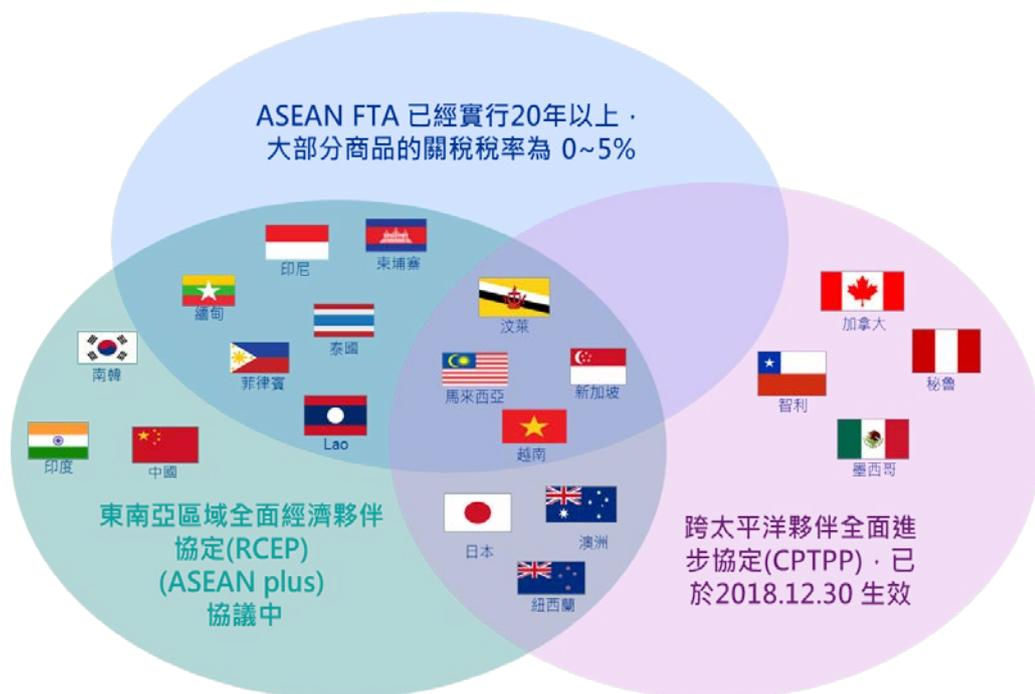 ASEAN FTA 已經實行20年以上，
大部分商品的關稅稅率為 0~5%
印尼
柬埔寨
緬甸
汶萊
加拿大
泰國
南韓
菲律賓
馬來西亞
新加坡
秘魯
智利
Lao
越南
印度
中國
墨西哥
東南亞區域全面經濟夥伴
協定(RCEP)
(ASEAN plus)
協議中
日本
澳洲
紐西蘭
跨太平洋夥伴全面進
步協定(CPTPP)，已
於2018.12.30 生效